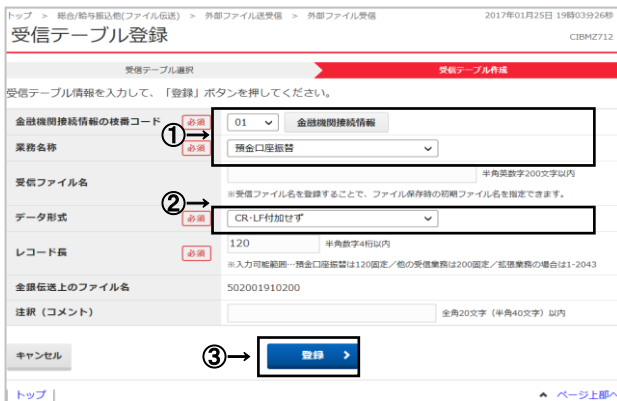 トップ > 総合/給与振込他(ファイル伝送) > 外部ファイル送受信 > 外部ファイル受信
2017年01月25日 19時03分26秒
受信テーブル登録
CIBMZ712
受信テーブル選択
受信テーブル作成
受信テーブル情報を入力して、「登録」ボタンを押してください。
金融機関接続情報の枝番コード 必須 01 金融機関接続情報
①→
業務名称 必須 預金口座振替
受信ファイル名 半角英数字200文字以内
※受信ファイル名を登録することで、ファイル保存時の初期ファイル名を指定できます。
②→
データ形式 必須 CR･LF付加せず
レコード長 必須 120 半角数字4桁以内
※入力可能範囲…預金口座振替は120固定／他の受信業務は200固定／拡張業務の場合は1-2043
金銀伝送上のファイル名 502001910200
注釈（コメント） 全角20文字（半角40文字）以内
キャンセル ③→ 登録
トップ ページ上部へ